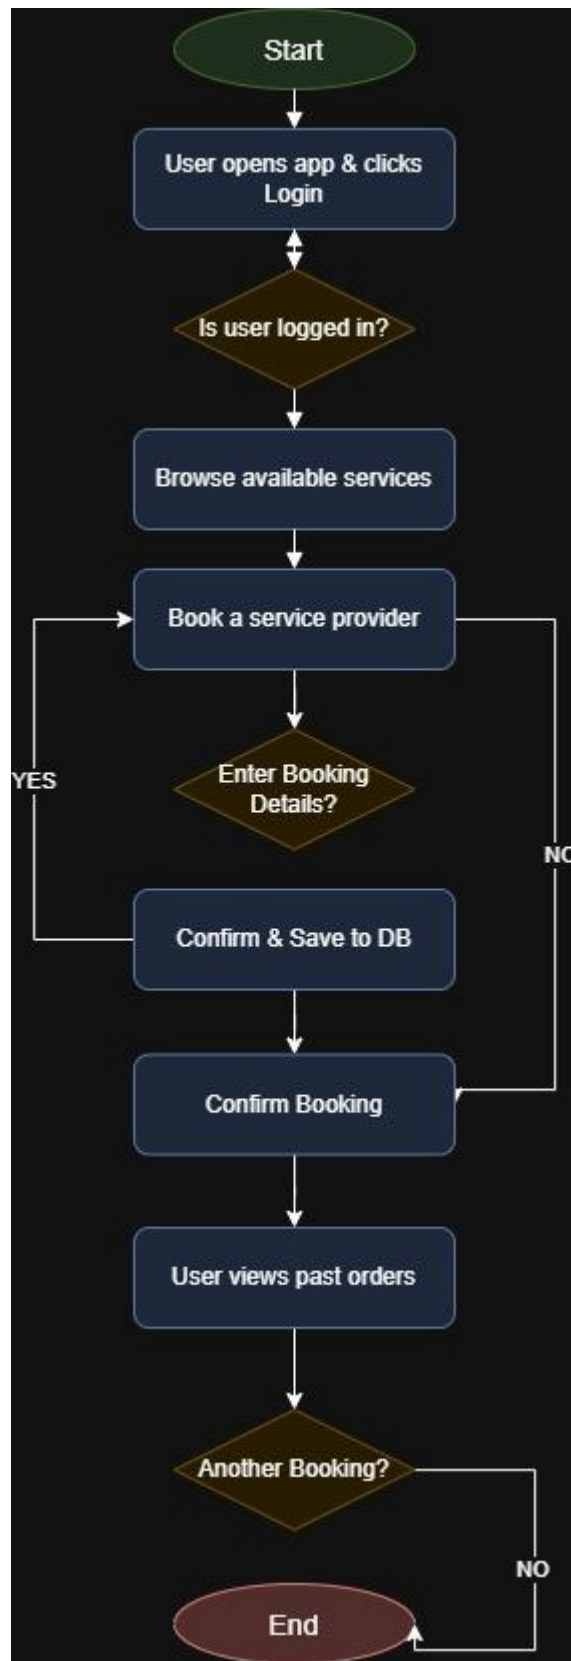 Start
User opens app & clicks
Login
Is user logged in?
Browse available services
Book a service provider
Enter Booking
Details?
YES
NO
Confirm & Save to DB
Confirm Booking
User views past orders
Another Booking?
NO
End